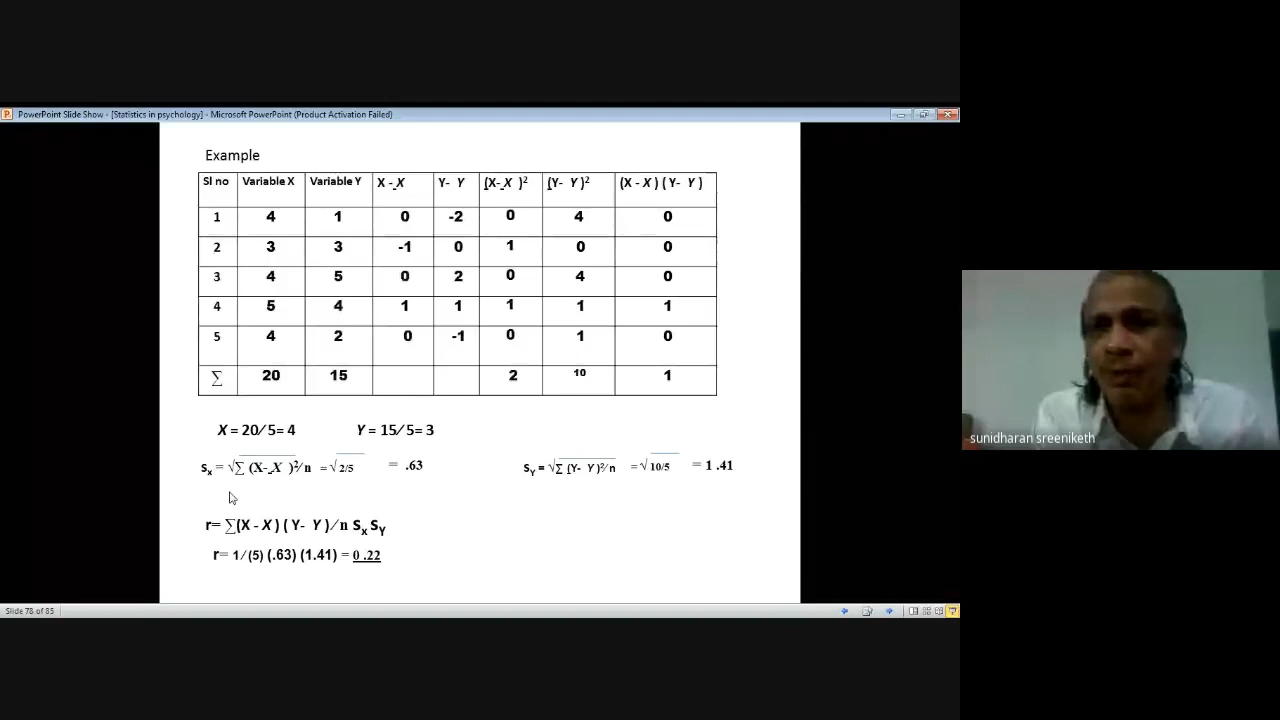 PowerPoint Slide Show - [Statistics in psychology] - Microsoft PowerPoint (Product Activation Failed)
Example
Sl no Variable X Variable Y X - X Y- Y (X- X )² (Y- Y )² (X - X ) ( Y- Y )
1 4 1 0 -2 0 4 0
2 3 3 -1 0 1 0 0
3 4 5 0 2 0 4 0
4 5 4 1 1 1 1 1
5 4 2 0 -1 0 1 0
∑ 20 15 2 10 1
X = 20/5= 4 Y = 15/5= 3
Sx = √∑ (X- X )²/n = √ 2/5 = .63 SY = √∑ (Y- Y )²/n = √ 10/5 = 1 .41
r= ∑(X - X ) ( Y- Y )/n Sx SY
r= 1/(5) (.63) (1.41) = 0 .22
Slide 78 of 85
sunidharan sreeniketh